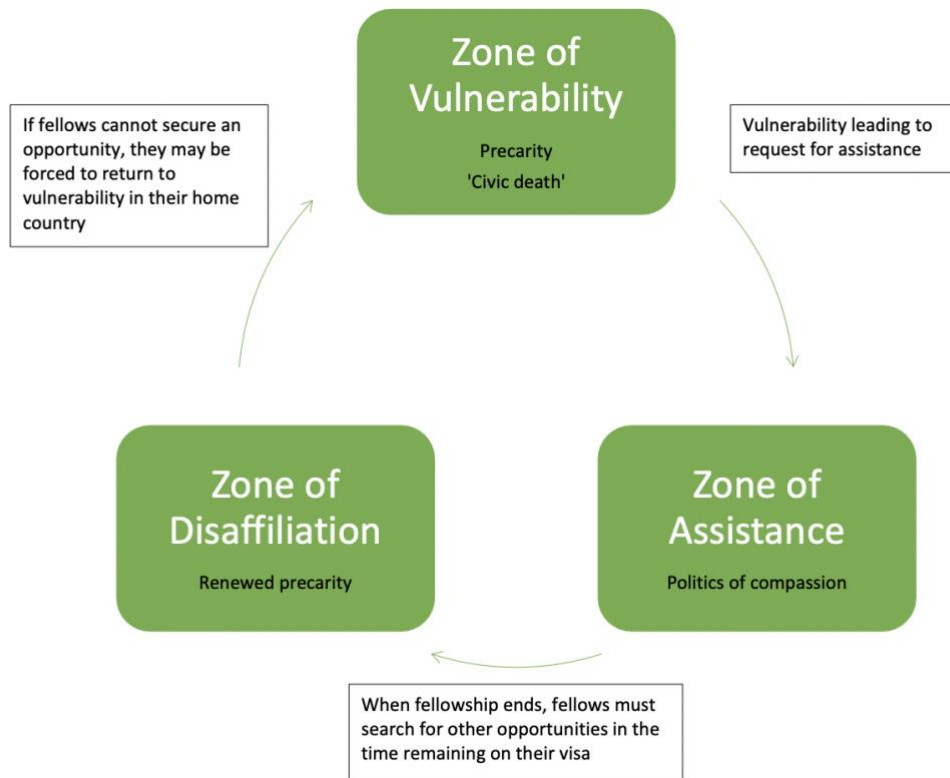 Zone of
Vulnerability
Precarity
'Civic death'
If fellows cannot secure an
opportunity, they may be
forced to return to
vulnerability in their home
country
Vulnerability leading to
request for assistance
Zone of
Disaffiliation
Renewed precarity
Zone of
Assistance
Politics of compassion
When fellowship ends, fellows must
search for other opportunities in the
time remaining on their visa